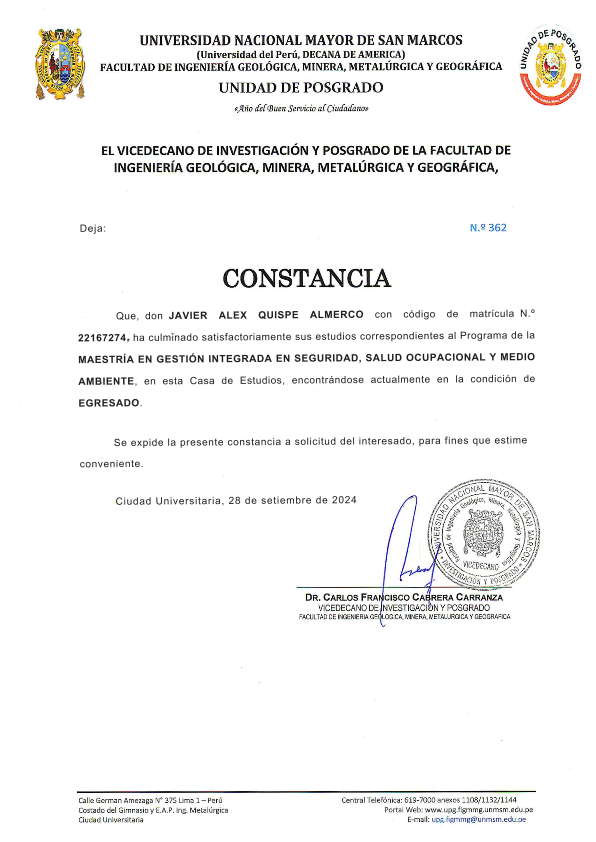 UNIVERSIDAD NACIONAL MAYOR DE SAN MARCOS
(Universidad del Perú, DECANA DE AMERICA)
FACULTAD DE INGENIERÍA GEOLÓGICA, MINERA, METALÚRGICA Y GEOGRÁFICA
UNIDAD DE POSGRADO
«Año del Buen Servicio al Ciudadano»
UNIDAD DE POSGRADO
EL VICEDECANO DE INVESTIGACIÓN Y POSGRADO DE LA FACULTAD DE
INGENIERÍA GEOLÓGICA, MINERA, METALÚRGICA Y GEOGRÁFICA,
Deja: N.º 362
CONSTANCIA
Que, don JAVIER ALEX QUISPE ALMERCO con código de matrícula N.º
22167274, ha culminado satisfactoriamente sus estudios correspondientes al Programa de la
MAESTRÍA EN GESTIÓN INTEGRADA EN SEGURIDAD, SALUD OCUPACIONAL Y MEDIO
AMBIENTE, en esta Casa de Estudios, encontrándose actualmente en la condición de
EGRESADO.
Se expide la presente constancia a solicitud del interesado, para fines que estime
conveniente.
Ciudad Universitaria, 28 de setiembre de 2024
UNIVERSIDAD NACIONAL MAYOR DE SAN MARCOS
Facultad de Ingeniería Geológica, Minera, Metalúrgica y Geográfica
VICEDECANO
INVESTIGACIÓN Y POSGRADO
DR. CARLOS FRANCISCO CABRERA CARRANZA
VICEDECANO DE INVESTIGACIÓN Y POSGRADO
FACULTAD DE INGENIERIA GEOLOGICA, MINERA, METALURGICA Y GEOGRAFICA
Calle German Amezaga N° 375 Lima 1 – Perú
Costado del Gimnasio y E.A.P. Ing. Metalúrgica
Ciudad Universitaria
Central Telefónica: 619-7000 anexos 1108/1132/1144
Portal Web: www.upg.figmmg.unmsm.edu.pe
E-mail: upg.figmmg@unmsm.edu.pe